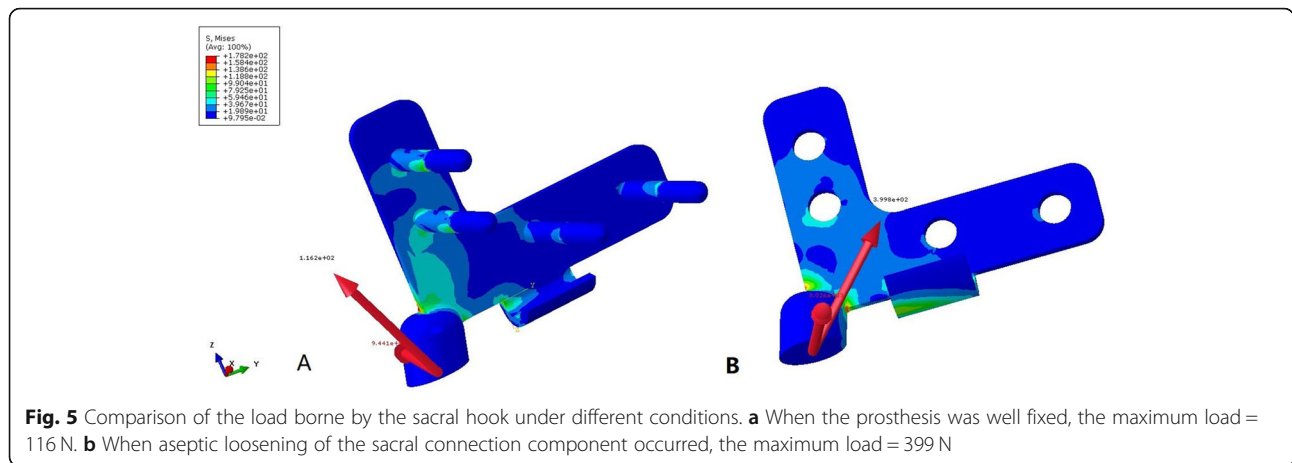 S, Mises
(Avg: 100%)
+1.782e+02
+1.584e+02
+1.386e+02
+1.188e+02
+9.904e+01
+7.925e+01
+5.946e+01
+3.967e+01
+1.989e+01
+9.795e-02
1.162e+02
9.441e+
Y
Z
X
Y
A
3.998e+02
B
Fig. 5 Comparison of the load borne by the sacral hook under different conditions. a When the prosthesis was well fixed, the maximum load =
116 N. b When aseptic loosening of the sacral connection component occurred, the maximum load = 399 N